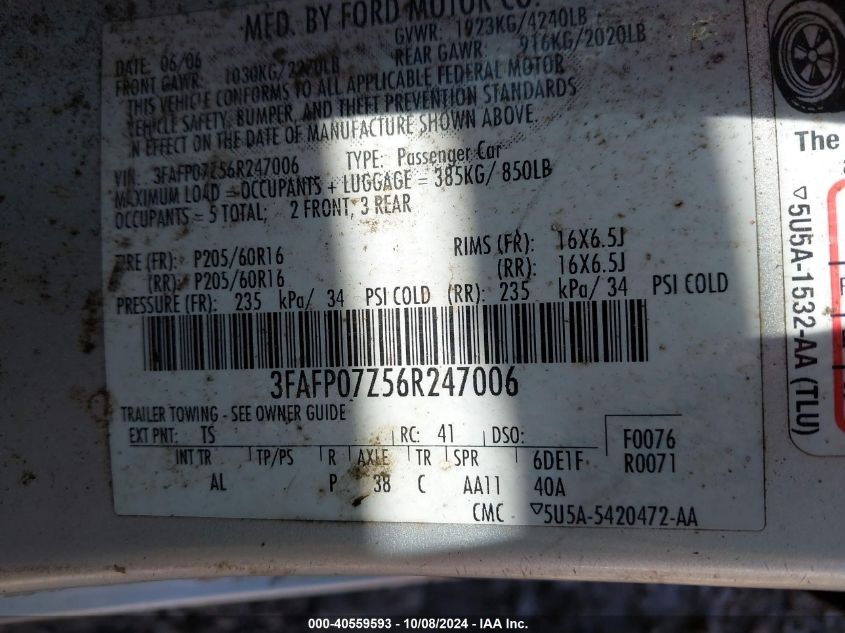 MFD. BY FORD MOTOR CO.
GVWR: 1923KG/4240LB
DATE: 06/06
REAR GAWR: 916KG/2020LB
FRONT GAWR: 1030KG/2270LB
THIS VEHICLE CONFORMS TO ALL APPLICABLE FEDERAL MOTOR
VEHICLE SAFETY, BUMPER, AND THEFT PREVENTION STANDARDS
IN EFFECT ON THE DATE OF MANUFACTURE SHOWN ABOVE.
VIN: 3FAFP07Z56R247006 TYPE: Passenger Car
MAXIMUM LOAD = OCCUPANTS + LUGGAGE = 385KG/ 850LB
OCCUPANTS = 5 TOTAL; 2 FRONT, 3 REAR
TIRE (FR): P205/60R16 RIMS (FR): 16X6.5J
(RR): P205/60R16 (RR): 16X6.5J
PRESSURE (FR): 235 kPa/ 34 PSI COLD (RR): 235 kPa/ 34 PSI COLD
3FAFP07Z56R247006
TRAILER TOWING - SEE OWNER GUIDE
EXT PNT: TS RC: 41 DSO: F0076
INT TR TP/PS R AXLE TR SPR 6DE1F R0071
AL P 38 C AA11 40A
CMC ▽5U5A-5420472-AA
The
▽5U5A-1532-AA (TLU)
000-40559593 - 10/08/2024 - IAA Inc.